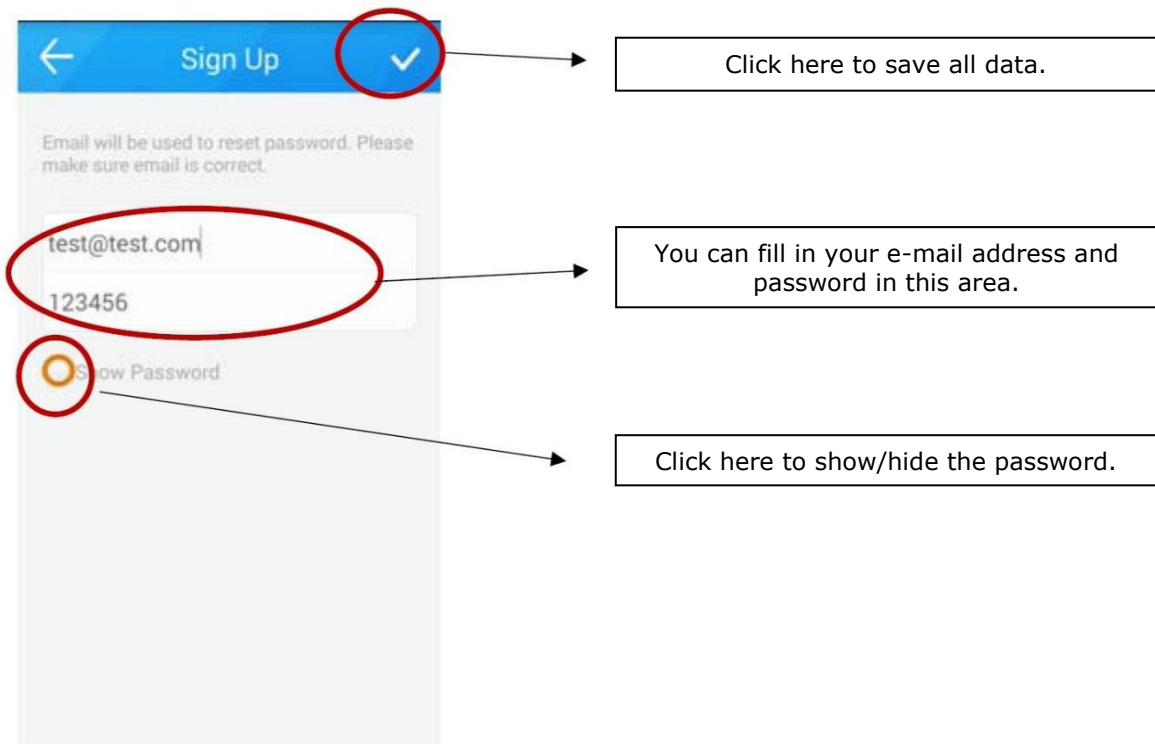 Sign Up
Click here to save all data.
Email will be used to reset password. Please
make sure email is correct.
test@test.com
123456
You can fill in your e-mail address and
password in this area.
Show Password
Click here to show/hide the password.